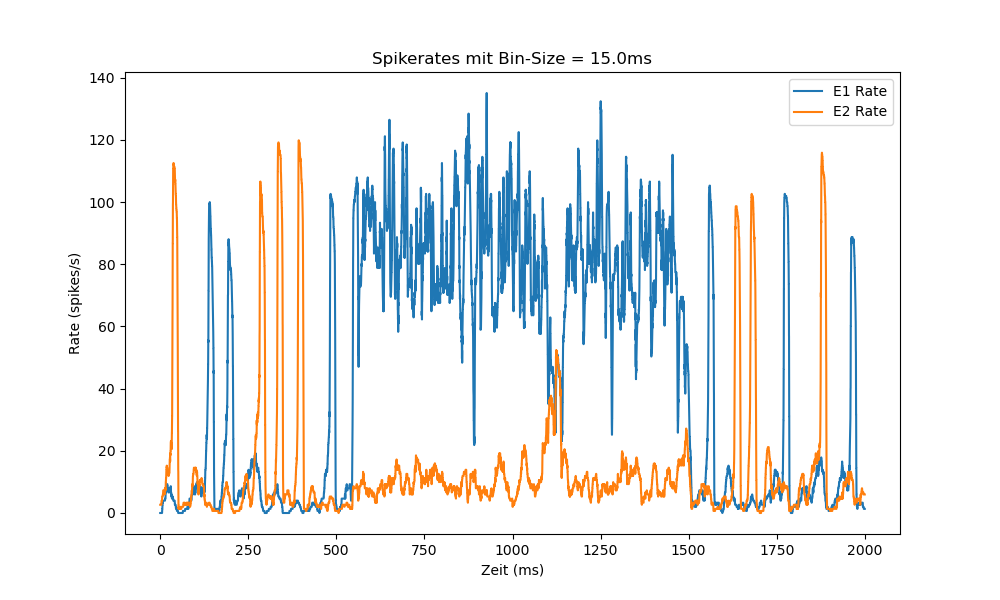 Spikerates mit Bin-Size = 15.0ms
E1 Rate
E2 Rate
Rate (spikes/s)
140
120
100
80
60
40
20
0
0 250 500 750 1000 1250 1500 1750 2000
Zeit (ms)